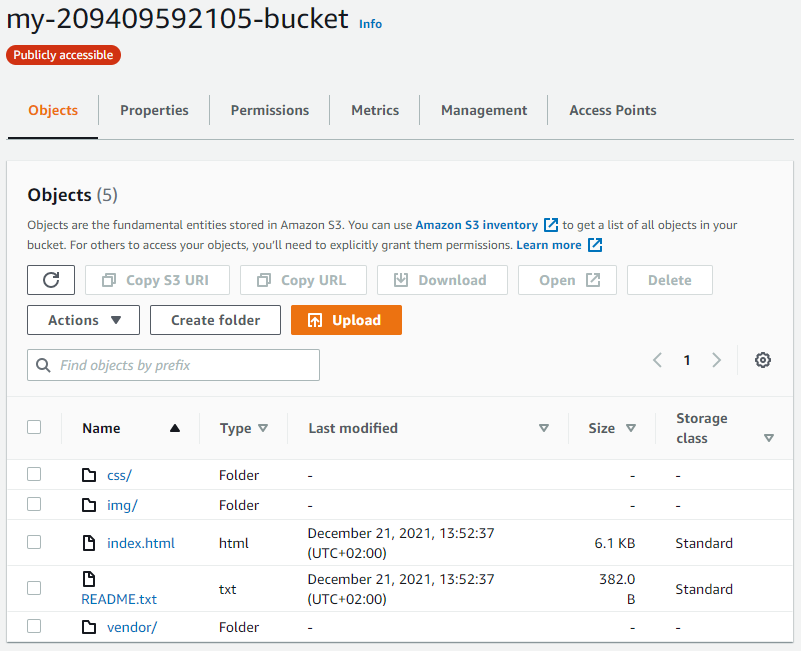 my-209409592105-bucket Info
Publicly accessible
Objects Properties Permissions Metrics Management Access Points
Objects (5)
Objects are the fundamental entities stored in Amazon S3. You can use Amazon S3 inventory to get a list of all objects in your
bucket. For others to access your objects, you'll need to explicitly grant them permissions. Learn more
Copy S3 URI Copy URL Download Open Delete
Actions Create folder Upload
Find objects by prefix 1
Name Type Last modified Size Storage
class
css/ Folder - - -
img/ Folder - - -
index.html html December 21, 2021, 13:52:37 6.1 KB Standard
(UTC+02:00)
README.txt txt December 21, 2021, 13:52:37 382.0 Standard
(UTC+02:00) B
vendor/ Folder - - -